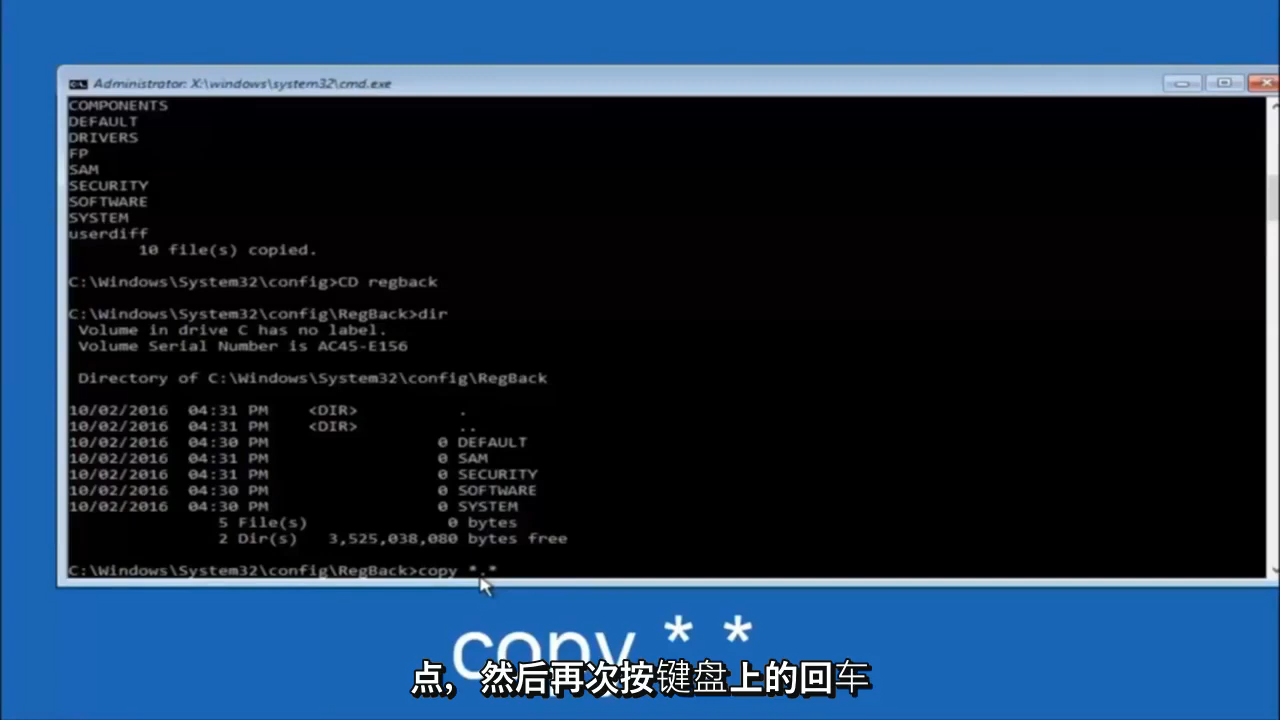 Administrator: X:\windows\system32\cmd.exe
COMPONENTS
DEFAULT
DRIVERS
FP
SAM
SECURITY
SOFTWARE
SYSTEM
userdiff
10 file(s) copied.
C:\Windows\System32\config>CD regback
C:\Windows\System32\config\RegBack>dir
Volume in drive C has no label.
Volume Serial Number is AC45-E156
Directory of C:\Windows\System32\config\RegBack
10/02/2016 04:31 PM <DIR> .
10/02/2016 04:31 PM <DIR> ..
10/02/2016 04:30 PM 0 DEFAULT
10/02/2016 04:31 PM 0 SAM
10/02/2016 04:31 PM 0 SECURITY
10/02/2016 04:30 PM 0 SOFTWARE
10/02/2016 04:30 PM 0 SYSTEM
5 File(s) 0 bytes
2 Dir(s) 3,525,038,080 bytes free
C:\Windows\System32\config\RegBack>copy *.*
copy * *
点，然后再次按键盘上的回车